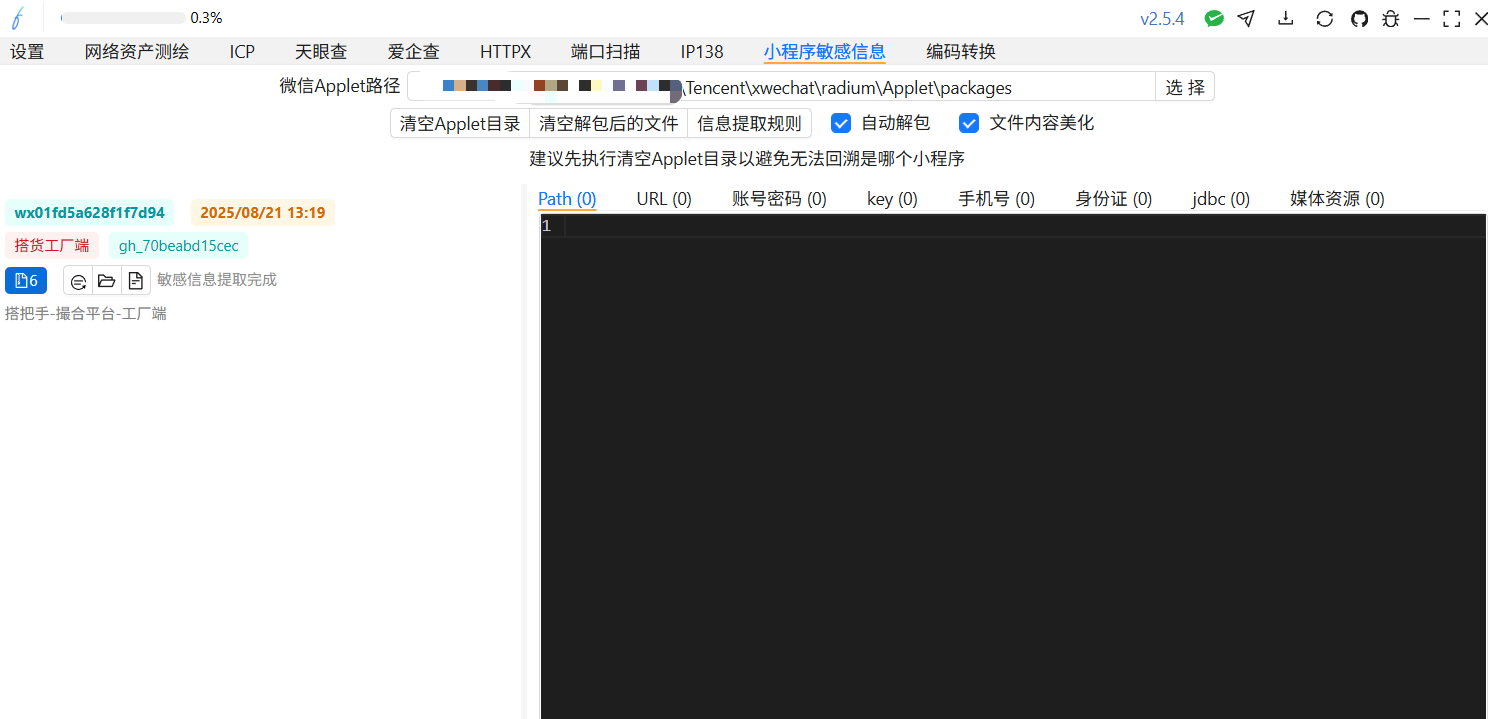 0.3% v2.5.4
设置 网络资产测绘 ICP 天眼查 爱企查 HTTPX 端口扫描 IP138 小程序敏感信息 编码转换
微信Applet路径 \Tencent\xwechat\radium\Applet\packages 选 择
清空Applet目录 清空解包后的文件 信息提取规则 自动解包 文件内容美化
建议先执行清空Applet目录以避免无法回溯是哪个小程序
wx01fd5a628f1f7d94 2025/08/21 13:19
搭货工厂端 gh_70beabd15cec
6 敏感信息提取完成
搭把手-撮合平台-工厂端
Path (0) URL (0) 账号密码 (0) key (0) 手机号 (0) 身份证 (0) jdbc (0) 媒体资源 (0)
1